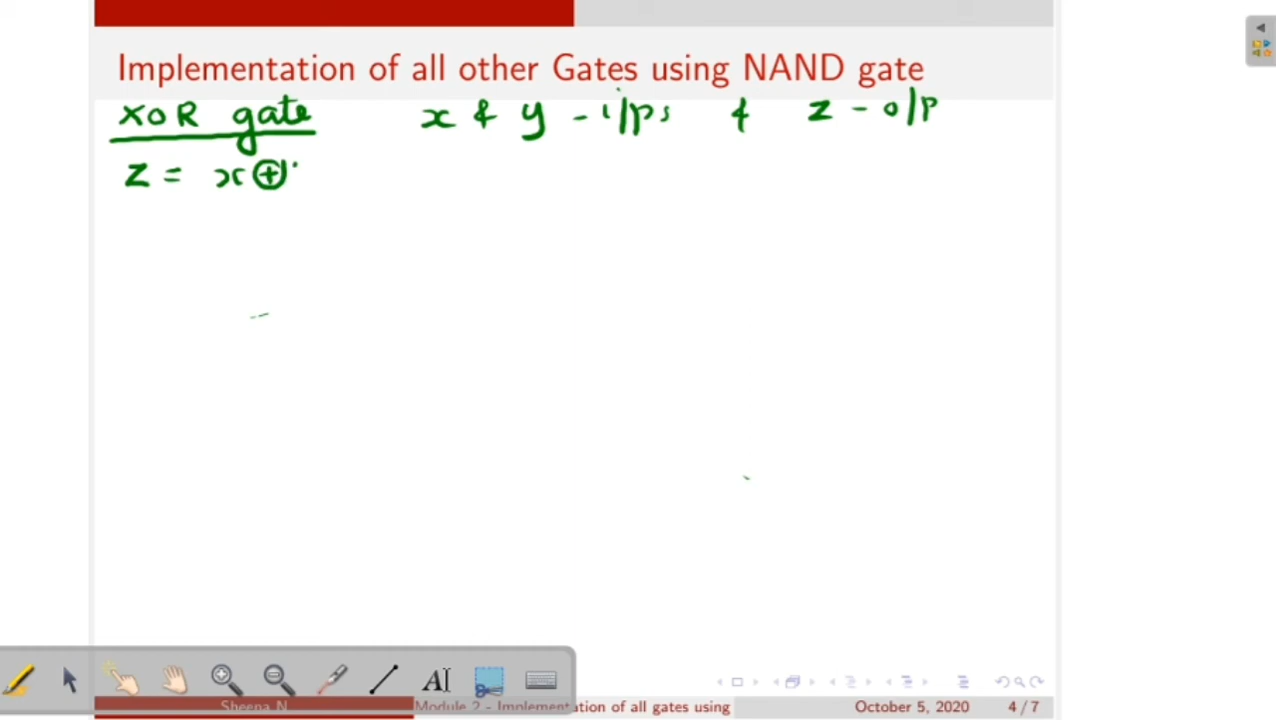 Implementation of all other Gates using NAND gate
XOR gate x & y - i/ps & z - o/p
z = x ⊕
AI
Sheena N Module 2 - Implementation of all gates using October 5, 2020 4 / 7